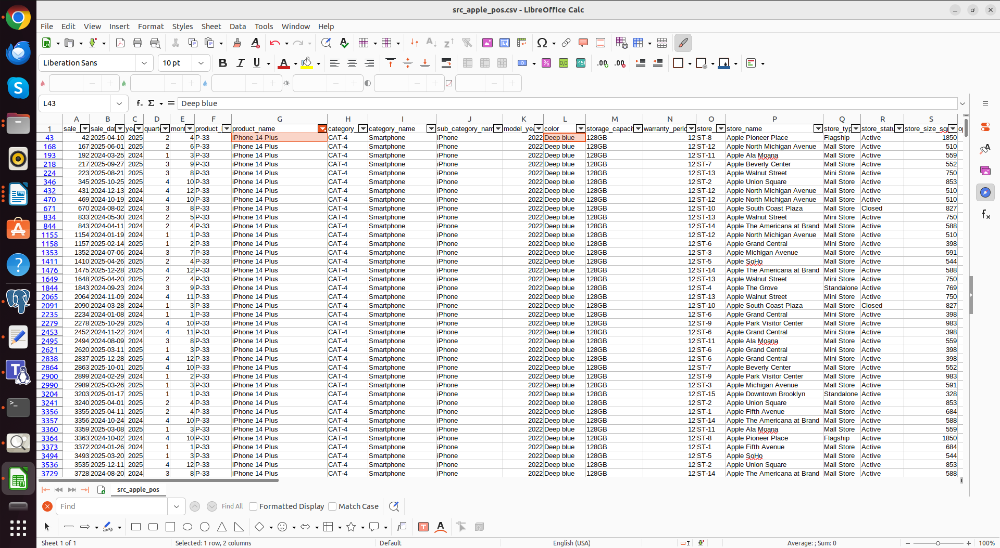 src_apple_pos.csv - LibreOffice Calc
File Edit View Insert Format Styles Sheet Data Tools Window Help
Liberation Sans 10 pt
L43 Deep blue
A B C D E F G H I J K L M N O P Q R S
1 sale_ sale_dat yea quarte mont product_ product_name category_ category_name sub_category_nam model_yea color storage_capacit warranty_perio store_ store_name store_typ store_statu store_size_sq op
43 42 2025-04-10 2025 2 4 P-33 iPhone 14 Plus CAT-4 Smartphone iPhone 2022 Deep blue 128GB 12 ST-8 Apple Pioneer Place Flagship Active 1850
168 167 2025-06-01 2025 2 6 P-33 iPhone 14 Plus CAT-4 Smartphone iPhone 2022 Deep blue 128GB 12 ST-12 Apple North Michigan Avenue Mall Store Active 510
193 192 2024-03-25 2024 1 3 P-33 iPhone 14 Plus CAT-4 Smartphone iPhone 2022 Deep blue 128GB 12 ST-11 Apple Ala Moana Mall Store Active 559
218 217 2025-09-27 2025 3 9 P-33 iPhone 14 Plus CAT-4 Smartphone iPhone 2022 Deep blue 128GB 12 ST-7 Apple Beverly Center Mall Store Active 552
224 223 2025-08-21 2025 3 8 P-33 iPhone 14 Plus CAT-4 Smartphone iPhone 2022 Deep blue 128GB 12 ST-13 Apple Walnut Street Mini Store Active 750
346 345 2025-10-25 2025 4 10 P-33 iPhone 14 Plus CAT-4 Smartphone iPhone 2022 Deep blue 128GB 12 ST-2 Apple Union Square Mall Store Active 853
432 431 2024-12-13 2024 4 12 P-33 iPhone 14 Plus CAT-4 Smartphone iPhone 2022 Deep blue 128GB 12 ST-12 Apple North Michigan Avenue Mall Store Active 510
470 469 2024-10-19 2024 4 10 P-33 iPhone 14 Plus CAT-4 Smartphone iPhone 2022 Deep blue 128GB 12 ST-12 Apple North Michigan Avenue Mall Store Active 510
671 670 2024-08-02 2024 3 8 P-33 iPhone 14 Plus CAT-4 Smartphone iPhone 2022 Deep blue 128GB 12 ST-10 Apple South Coast Plaza Mall Store Closed 827
834 833 2024-05-30 2024 2 5 P-33 iPhone 14 Plus CAT-4 Smartphone iPhone 2022 Deep blue 128GB 12 ST-13 Apple Walnut Street Mini Store Active 750
844 843 2024-04-11 2024 2 4 P-33 iPhone 14 Plus CAT-4 Smartphone iPhone 2022 Deep blue 128GB 12 ST-14 Apple The Americana at Brand Mall Store Active 588
1155 1154 2024-01-19 2024 1 1 P-33 iPhone 14 Plus CAT-4 Smartphone iPhone 2022 Deep blue 128GB 12 ST-12 Apple North Michigan Avenue Mall Store Active 510
1158 1157 2025-02-14 2025 1 2 P-33 iPhone 14 Plus CAT-4 Smartphone iPhone 2022 Deep blue 128GB 12 ST-6 Apple Grand Central Mini Store Active 398
1353 1352 2024-07-06 2024 3 7 P-33 iPhone 14 Plus CAT-4 Smartphone iPhone 2022 Deep blue 128GB 12 ST-3 Apple Michigan Avenue Mall Store Active 591
1411 1410 2025-04-26 2025 2 4 P-33 iPhone 14 Plus CAT-4 Smartphone iPhone 2022 Deep blue 128GB 12 ST-5 Apple SoHo Mall Store Active 544
1476 1475 2025-12-28 2025 4 12 P-33 iPhone 14 Plus CAT-4 Smartphone iPhone 2022 Deep blue 128GB 12 ST-14 Apple The Americana at Brand Mall Store Active 588
1649 1648 2025-04-20 2025 2 4 P-33 iPhone 14 Plus CAT-4 Smartphone iPhone 2022 Deep blue 128GB 12 ST-13 Apple Walnut Street Mini Store Active 750
1844 1843 2024-09-23 2024 3 9 P-33 iPhone 14 Plus CAT-4 Smartphone iPhone 2022 Deep blue 128GB 12 ST-4 Apple The Grove Standalone Active 769
2065 2064 2024-11-09 2024 4 11 P-33 iPhone 14 Plus CAT-4 Smartphone iPhone 2022 Deep blue 128GB 12 ST-13 Apple Walnut Street Mini Store Active 750
2091 2090 2024-03-28 2024 1 3 P-33 iPhone 14 Plus CAT-4 Smartphone iPhone 2022 Deep blue 128GB 12 ST-10 Apple South Coast Plaza Mall Store Closed 827
2235 2234 2024-01-08 2024 1 1 P-33 iPhone 14 Plus CAT-4 Smartphone iPhone 2022 Deep blue 128GB 12 ST-6 Apple Grand Central Mini Store Active 398
2279 2278 2025-10-29 2025 4 10 P-33 iPhone 14 Plus CAT-4 Smartphone iPhone 2022 Deep blue 128GB 12 ST-9 Apple Park Visitor Center Mall Store Active 983
2453 2452 2024-11-22 2024 4 11 P-33 iPhone 14 Plus CAT-4 Smartphone iPhone 2022 Deep blue 128GB 12 ST-6 Apple Grand Central Mini Store Active 398
2495 2494 2024-08-09 2024 3 8 P-33 iPhone 14 Plus CAT-4 Smartphone iPhone 2022 Deep blue 128GB 12 ST-11 Apple Ala Moana Mall Store Active 559
2621 2620 2025-03-11 2025 1 3 P-33 iPhone 14 Plus CAT-4 Smartphone iPhone 2022 Deep blue 128GB 12 ST-6 Apple Grand Central Mini Store Active 398
2838 2837 2025-12-28 2025 4 12 P-33 iPhone 14 Plus CAT-4 Smartphone iPhone 2022 Deep blue 128GB 12 ST-6 Apple Grand Central Mini Store Active 398
2864 2863 2025-10-01 2025 4 10 P-33 iPhone 14 Plus CAT-4 Smartphone iPhone 2022 Deep blue 128GB 12 ST-7 Apple Beverly Center Mall Store Active 552
2900 2899 2024-02-29 2024 1 2 P-33 iPhone 14 Plus CAT-4 Smartphone iPhone 2022 Deep blue 128GB 12 ST-9 Apple Park Visitor Center Mall Store Active 983
2990 2989 2025-03-26 2025 1 3 P-33 iPhone 14 Plus CAT-4 Smartphone iPhone 2022 Deep blue 128GB 12 ST-3 Apple Michigan Avenue Mall Store Active 591
3204 3203 2025-01-17 2025 1 1 P-33 iPhone 14 Plus CAT-4 Smartphone iPhone 2022 Deep blue 128GB 12 ST-15 Apple Downtown Brooklyn Standalone Active 328
3241 3240 2025-04-01 2025 2 4 P-33 iPhone 14 Plus CAT-4 Smartphone iPhone 2022 Deep blue 128GB 12 ST-2 Apple Union Square Mall Store Active 853
3356 3355 2025-04-11 2025 2 4 P-33 iPhone 14 Plus CAT-4 Smartphone iPhone 2022 Deep blue 128GB 12 ST-1 Apple Fifth Avenue Mall Store Active 684
3357 3356 2024-10-24 2024 4 10 P-33 iPhone 14 Plus CAT-4 Smartphone iPhone 2022 Deep blue 128GB 12 ST-14 Apple The Americana at Brand Mall Store Active 588
3360 3359 2025-03-08 2025 1 3 P-33 iPhone 14 Plus CAT-4 Smartphone iPhone 2022 Deep blue 128GB 12 ST-11 Apple Ala Moana Mall Store Active 559
3364 3363 2024-10-02 2024 4 10 P-33 iPhone 14 Plus CAT-4 Smartphone iPhone 2022 Deep blue 128GB 12 ST-8 Apple Pioneer Place Flagship Active 1850
3373 3372 2024-01-26 2024 1 1 P-33 iPhone 14 Plus CAT-4 Smartphone iPhone 2022 Deep blue 128GB 12 ST-1 Apple Fifth Avenue Mall Store Active 684
3494 3493 2025-03-20 2025 1 3 P-33 iPhone 14 Plus CAT-4 Smartphone iPhone 2022 Deep blue 128GB 12 ST-5 Apple SoHo Mall Store Active 544
3536 3535 2025-12-11 2025 4 12 P-33 iPhone 14 Plus CAT-4 Smartphone iPhone 2022 Deep blue 128GB 12 ST-2 Apple Union Square Mall Store Active 853
3729 3728 2024-08-20 2024 3 8 P-33 iPhone 14 Plus CAT-4 Smartphone iPhone 2022 Deep blue 128GB 12 ST-14 Apple The Americana at Brand Mall Store Active 588
src_apple_pos
Find Find All Formatted Display Match Case
Sheet 1 of 1 Selected: 1 row, 2 columns Default English (USA) Average: ; Sum: 0 100%